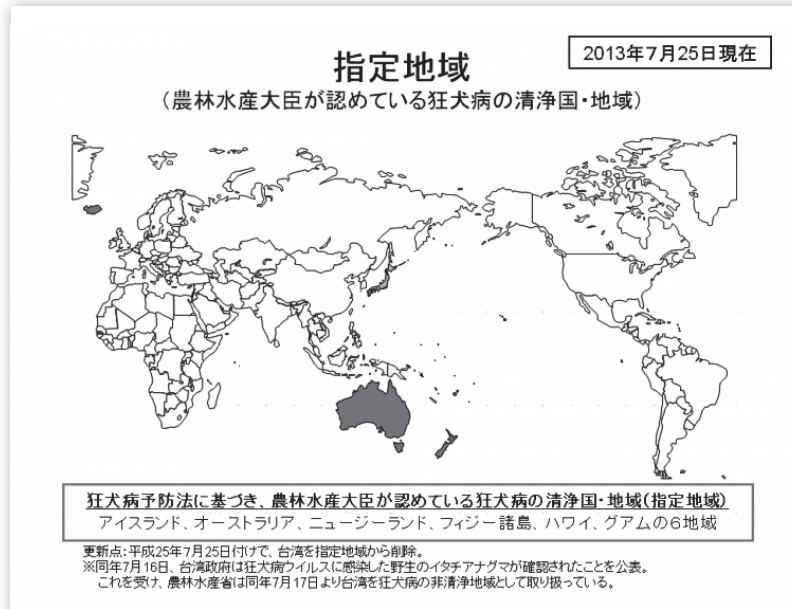 2013年7月25日現在
指定地域
(農林水産大臣が認めている狂犬病の清浄国・地域)
狂犬病予防法に基づき、農林水産大臣が認めている狂犬病の清浄国・地域(指定地域)
アイスランド、オーストラリア、ニュージーランド、フィジー諸島、ハワイ、グアムの6地域
更新点:平成25年7月25日付けで、台湾を指定地域から削除。
※同年7月16日、台湾政府は狂犬病ウイルスに感染した野生のイタチアナグマが確認されたことを公表。
これを受け、農林水産省は同年7月17日より台湾を狂犬病の非清浄地域として取り扱っている。